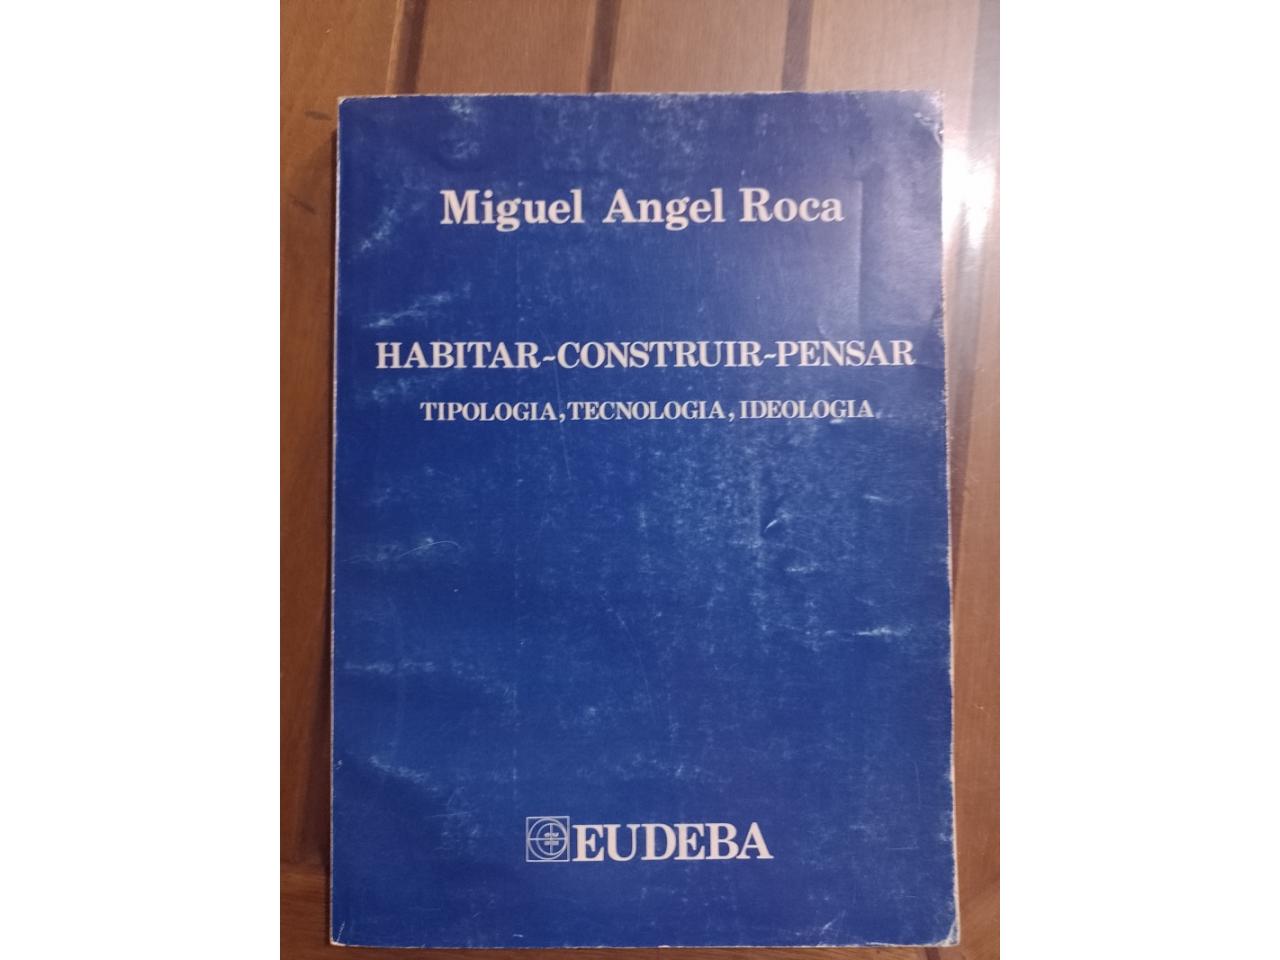 Miguel Angel Roca
HABITAR-CONSTRUIR-PENSAR
TIPOLOGIA, TECNOLOGIA, IDEOLOGIA
EUDEBA